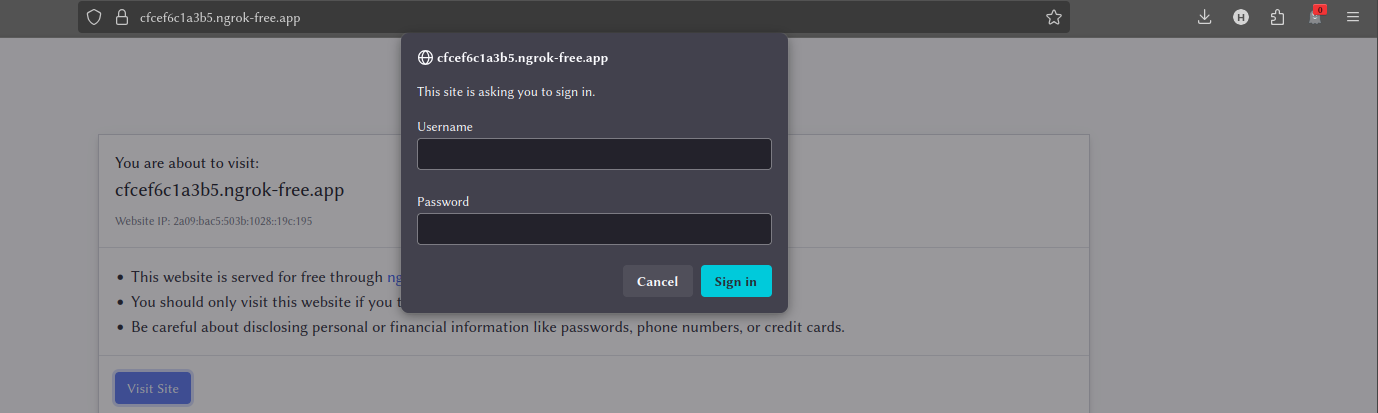 cfcef6c1a3b5.ngrok-free.app
H
0
cfcef6c1a3b5.ngrok-free.app
This site is asking you to sign in.
Username
Password
Cancel
Sign in
You are about to visit:
cfcef6c1a3b5.ngrok-free.app
Website IP: 2a09:bac5:503b:1028::19c:195
• This website is served for free through ng
• You should only visit this website if you t
• Be careful about disclosing personal or financial information like passwords, phone numbers, or credit cards.
Visit Site